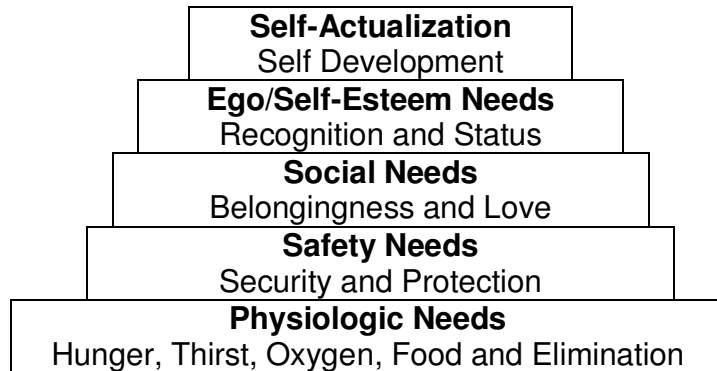 Self-Actualization
Self Development
Ego/Self-Esteem Needs
Recognition and Status
Social Needs
Belongingness and Love
Safety Needs
Security and Protection
Physiologic Needs
Hunger, Thirst, Oxygen, Food and Elimination